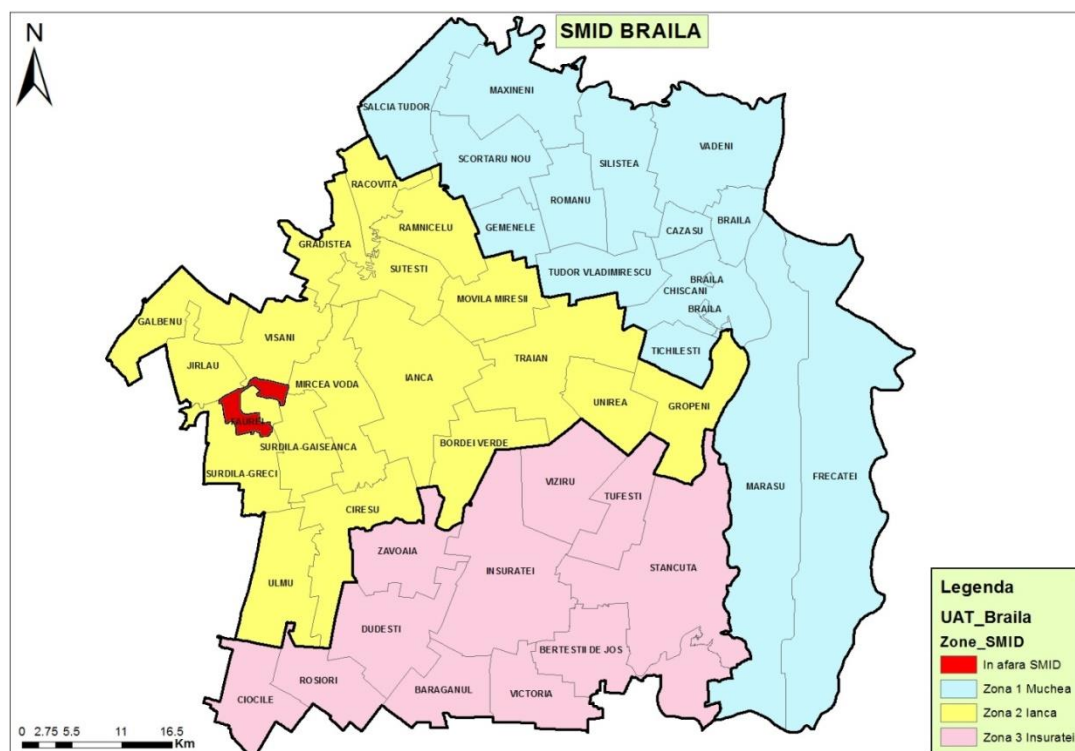 N
SMID BRAILA
MAXINENI
SALCIA TUDOR
VADENI
SCORTARU NOU
SILISTEA
RACOVITA
ROMANU
BRAILA
RAMNICELU
GEMENELE
CAZASU
GRADISTEA
SUTESTI
TUDOR VLADIMIRESCU
BRAILA
CHISCANI
MOVILA MIRESII
BRAILA
GALBENU
VISANI
TICHILESTI
TRAIAN
JIRLAU
IANCA
MIRCEA VODA
UNIREA
GROPENI
FAUREI
BORDEI VERDE
SURDILA-GAISEANCA
SURDILA-GRECI
FRECATEI
MARASU
VIZIRU
TUFESTI
CIRESU
ZAVOAIA
STANCUTA
INSURATEI
ULMU
DUDESTI
BERTESTII DE JOS
ROSIORI
BARAGANUL
VICTORIA
CIOCILE
Legenda
UAT_Braila
Zone_SMID
In afara SMID
Zona 1 Muchea
Zona 2 Ianca
Zona 3 Insuratei
0 2.75 5.5 11 16.5
Km